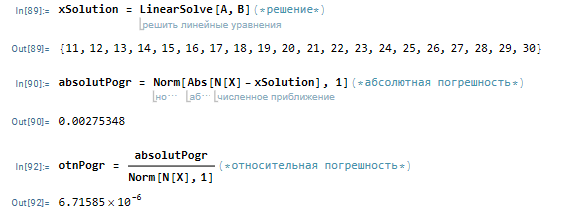 In[89]:= xSolution = LinearSolve[A, B] (*решение*)
решить линейные уравнения
Out[89]= {11, 12, 13, 14, 15, 16, 17, 18, 19, 20, 21, 22, 23, 24, 25, 26, 27, 28, 29, 30}
In[90]:= absolutPogr = Norm[Abs[N[X] - xSolution], 1] (*абсолютная погрешность*)
но⋯ аб⋯ численное приближение
Out[90]= 0.00275348
In[92]:= otnPogr = absolutPogr / Norm[N[X], 1] (*относительная погрешность*)
Out[92]= 6.71585 × 10^-6